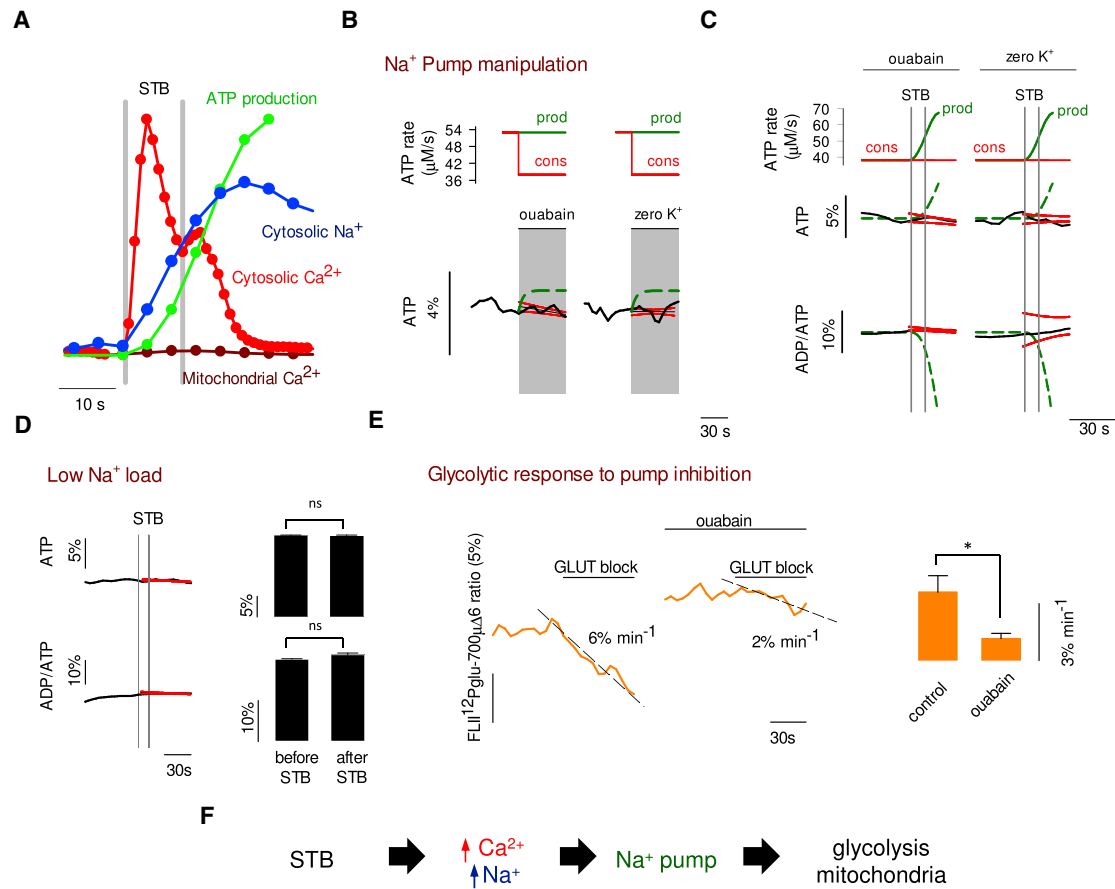 A
STB
ATP production
Cytosolic Na+
Cytosolic Ca2+
Mitochondrial Ca2+
10 s
B
Na+ Pump manipulation
ATP rate
(µM/s)
54
48
42
36
prod
cons
prod
cons
ouabain
zero K+
ATP
4%
30 s
C
ouabain
zero K+
STB
STB
ATP rate
(µM/s)
70
60
50
40
cons
prod
cons
prod
ATP
5%
ADP/ATP
10%
30 s
D
Low Na+ load
STB
ATP
5%
ADP/ATP
10%
30s
ns
5%
ns
10%
before
STB
after
STB
E
Glycolytic response to pump inhibition
FLII12Pglu-700µΔ6 ratio (5%)
GLUT block
6% min-1
ouabain
GLUT block
2% min-1
30s
*
3% min-1
control
ouabain
F
STB
Ca2+
Na+
Na+ pump
glycolysis
mitochondria